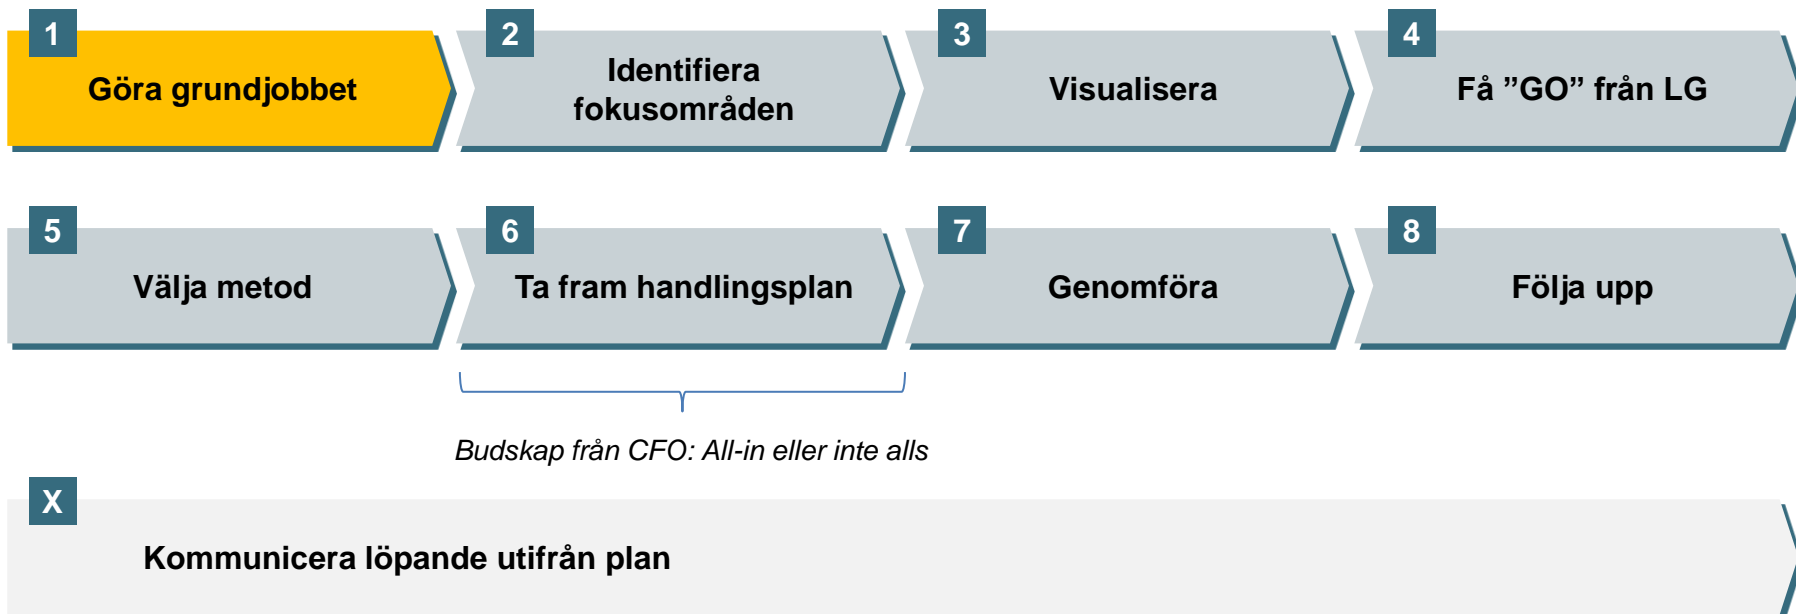 1
Göra grundjobbet
2
Identifiera
fokusområden
3
Visualisera
4
Få ”GO” från LG
5
Välja metod
6
Ta fram handlingsplan
7
Genomföra
8
Följa upp
Budskap från CFO: All-in eller inte alls
X
Kommunicera löpande utifrån plan